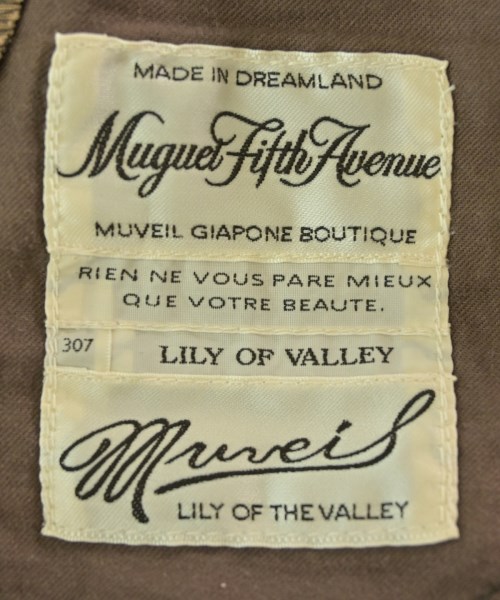 MADE IN DREAMLAND
Muguet Fifth Avenue
MUVEIL GIAPONE BOUTIQUE
RIEN NE VOUS PARE MIEUX
QUE VOTRE BEAUTE.
307
LILY OF VALLEY
Muveil
LILY OF THE VALLEY